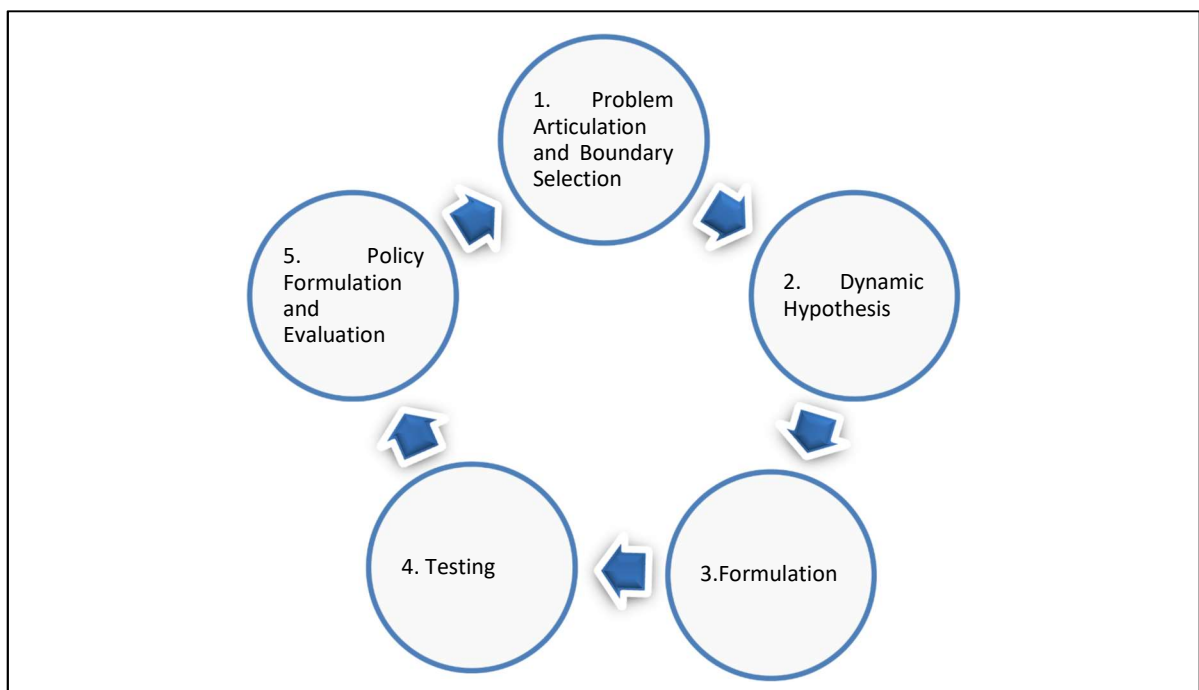 1. Problem
Articulation
and Boundary
Selection
2. Dynamic
Hypothesis
3.Formulation
4. Testing
5. Policy
Formulation
and
Evaluation